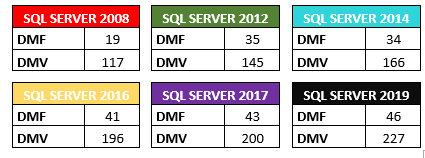 SQL SERVER 2008 SQL SERVER 2012 SQL SERVER 2014
DMF 19 DMF 35 DMF 34
DMV 117 DMV 145 DMV 166
SQL SERVER 2016 SQL SERVER 2017 SQL SERVER 2019
DMF 41 DMF 43 DMF 46
DMV 196 DMV 200 DMV 227